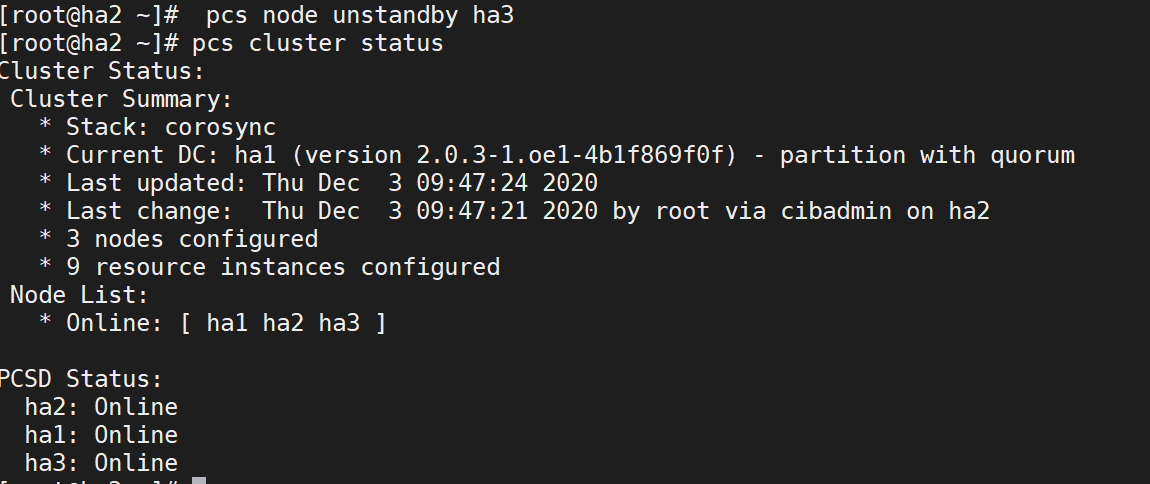 [root@ha2 ~]#  pcs node unstandby ha3
[root@ha2 ~]# pcs cluster status
Cluster Status:
 Cluster Summary:
   * Stack: corosync
   * Current DC: ha1 (version 2.0.3-1.oe1-4b1f869f0f) - partition with quorum
   * Last updated: Thu Dec  3 09:47:24 2020
   * Last change:  Thu Dec  3 09:47:21 2020 by root via cibadmin on ha2
   * 3 nodes configured
   * 9 resource instances configured
 Node List:
   * Online: [ ha1 ha2 ha3 ]

PCSD Status:
  ha2: Online
  ha1: Online
  ha3: Online